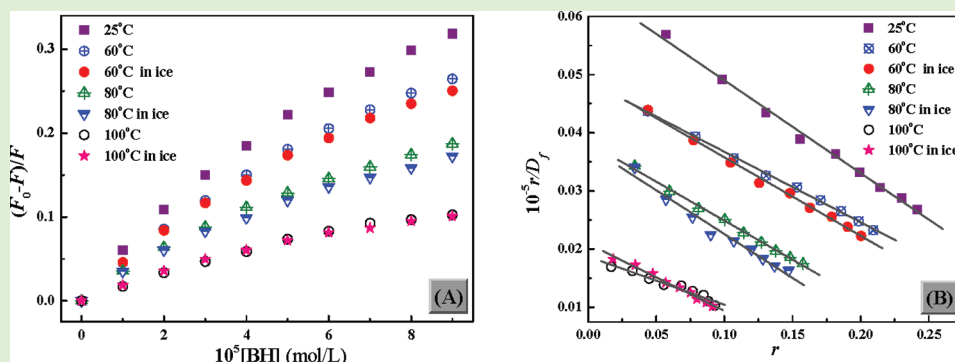 0.3
0.2
0.1
0.0
(F₀-F)/F
25°C
60°C
60°C in ice
80°C
80°C in ice
100°C
100°C in ice
(A)
0 2 4 6 8
10⁵[BH] (mol/L)
0.06
0.05
0.04
0.03
0.02
0.01
10⁻⁵r/D_f
25°C
60°C
60°C in ice
80°C
80°C in ice
100°C
100°C in ice
(B)
0.00 0.05 0.10 0.15 0.20 0.25
r